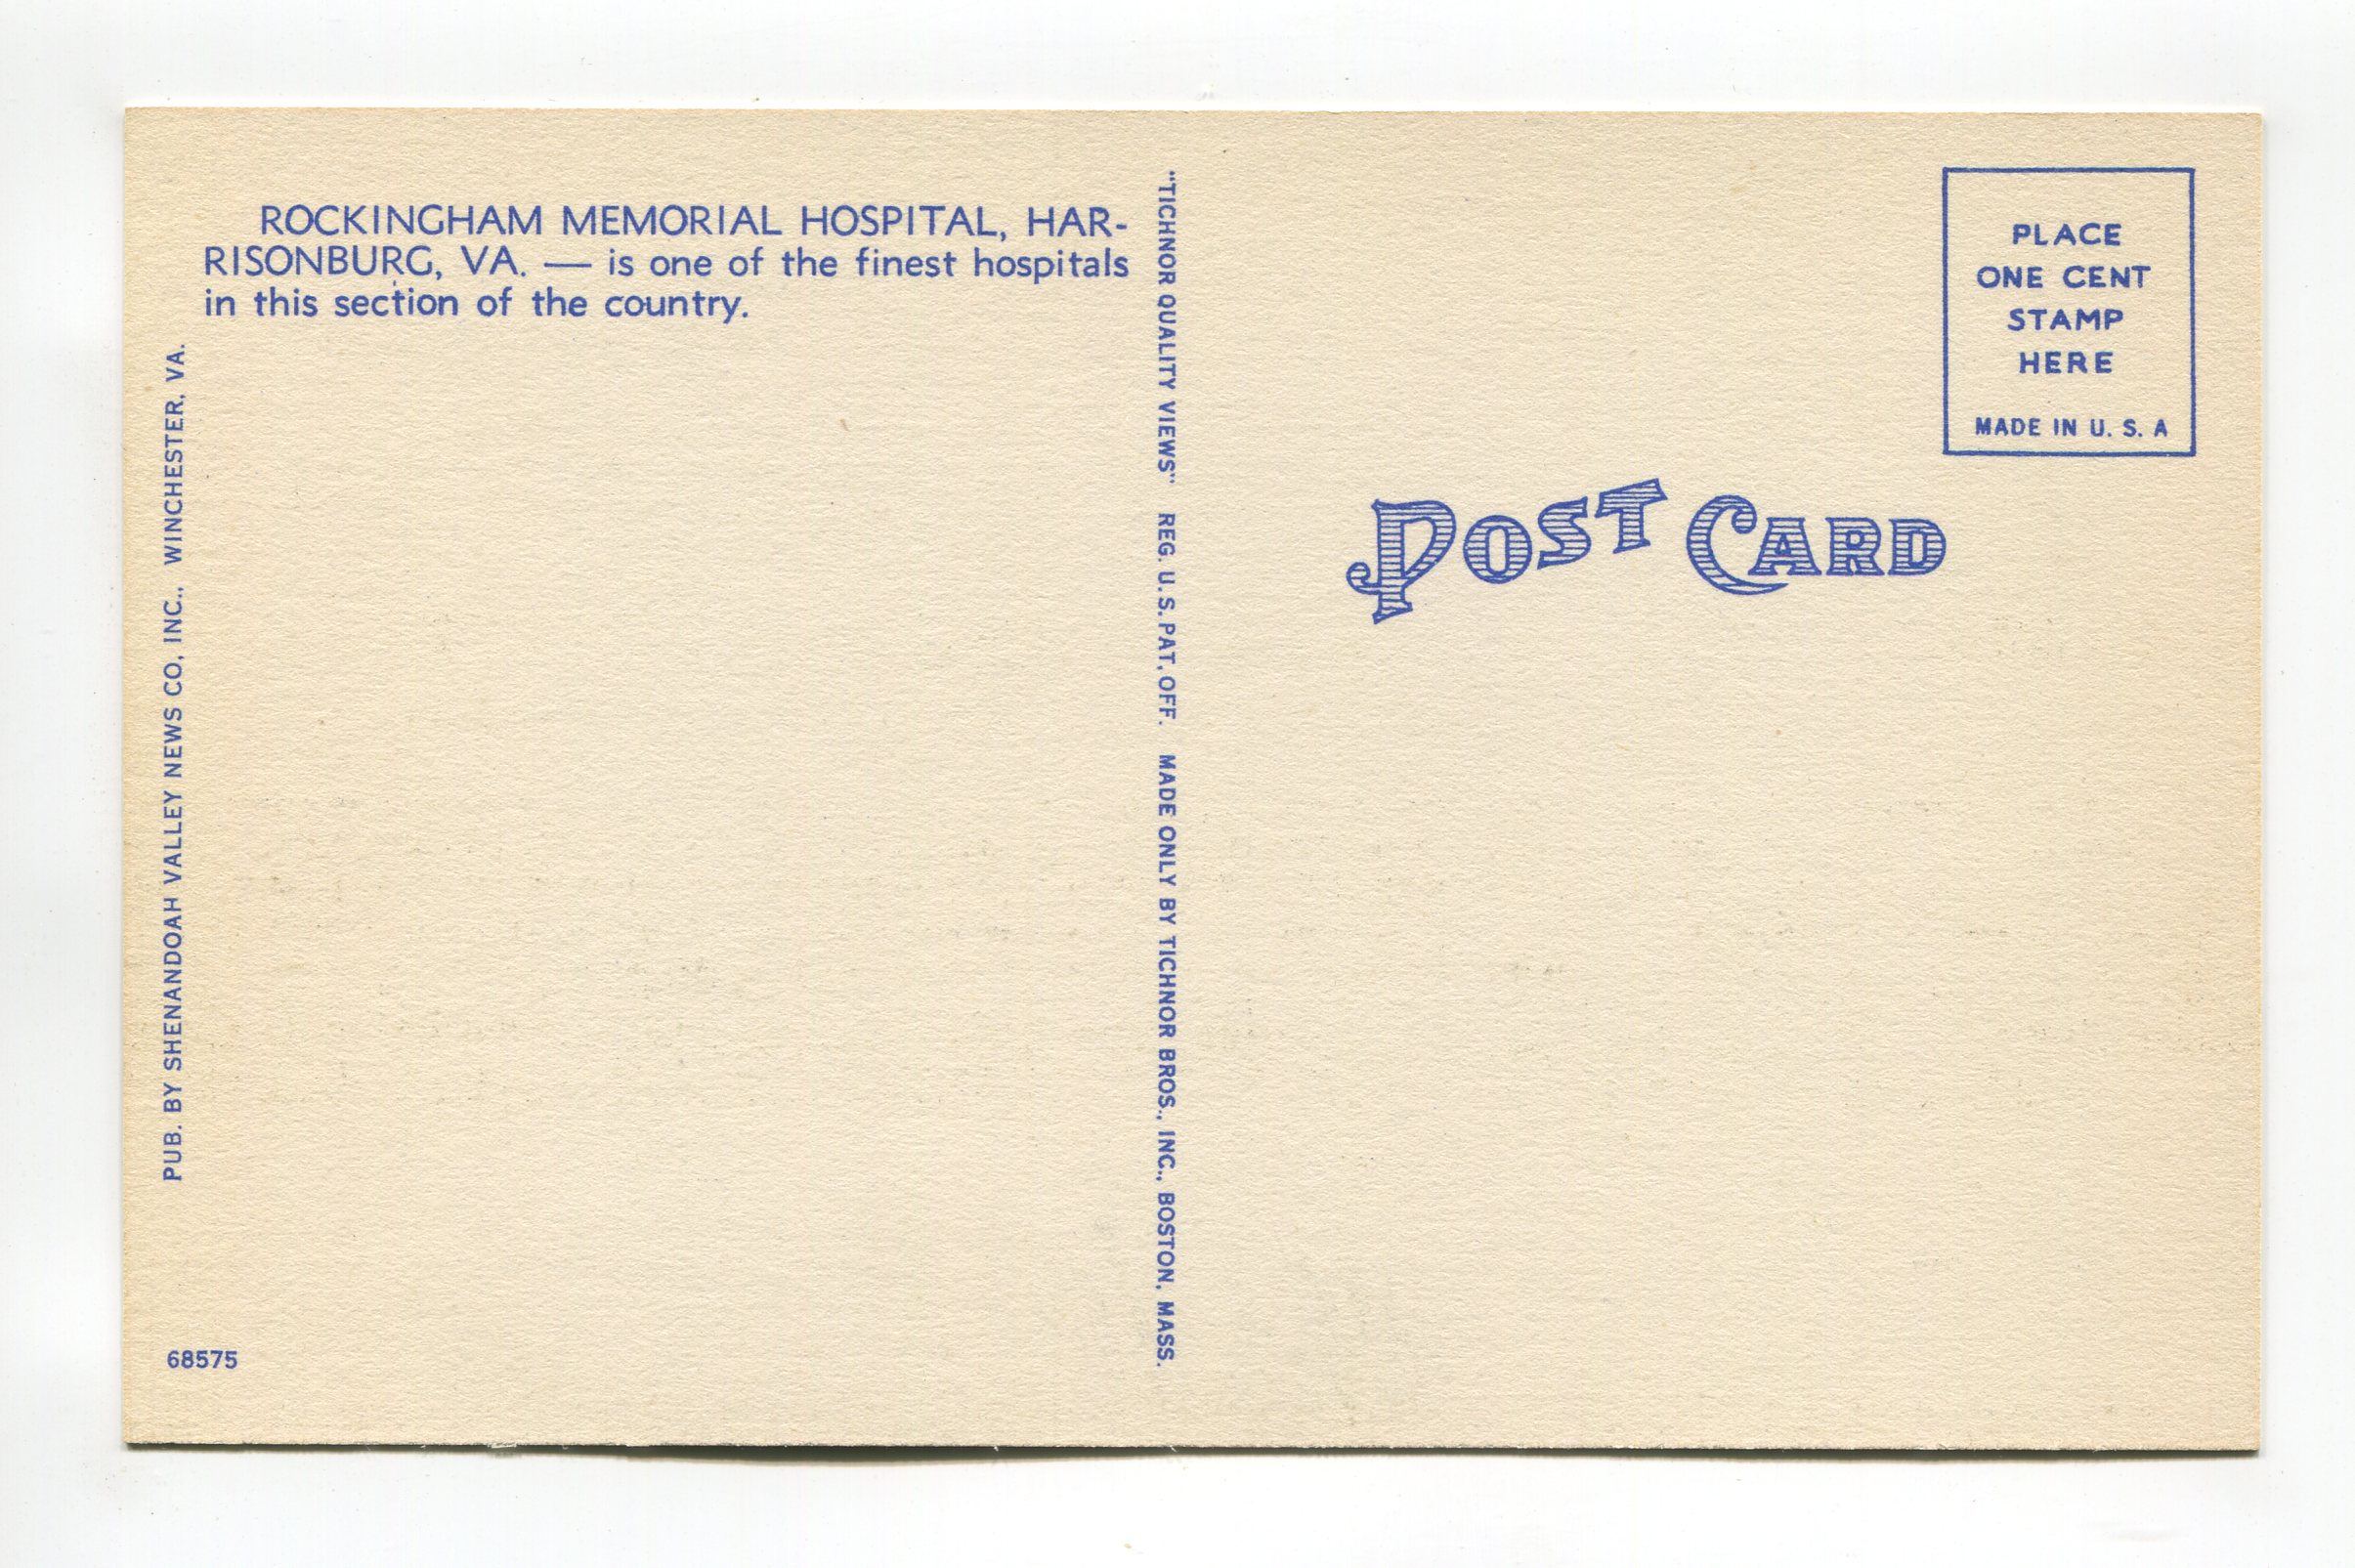 ROCKINGHAM MEMORIAL HOSPITAL, HAR-
RISONBURG, VA. — is one of the finest hospitals
in this section of the country.
PUB. BY SHENANDOAH VALLEY NEWS CO, INC., WINCHESTER, VA.
68575
"TICHNOR QUALITY VIEWS" REG. U. S. PAT. OFF. MADE ONLY BY TICHNOR BROS., INC., BOSTON, MASS.
PLACE
ONE CENT
STAMP
HERE
MADE IN U. S. A
POST CARD